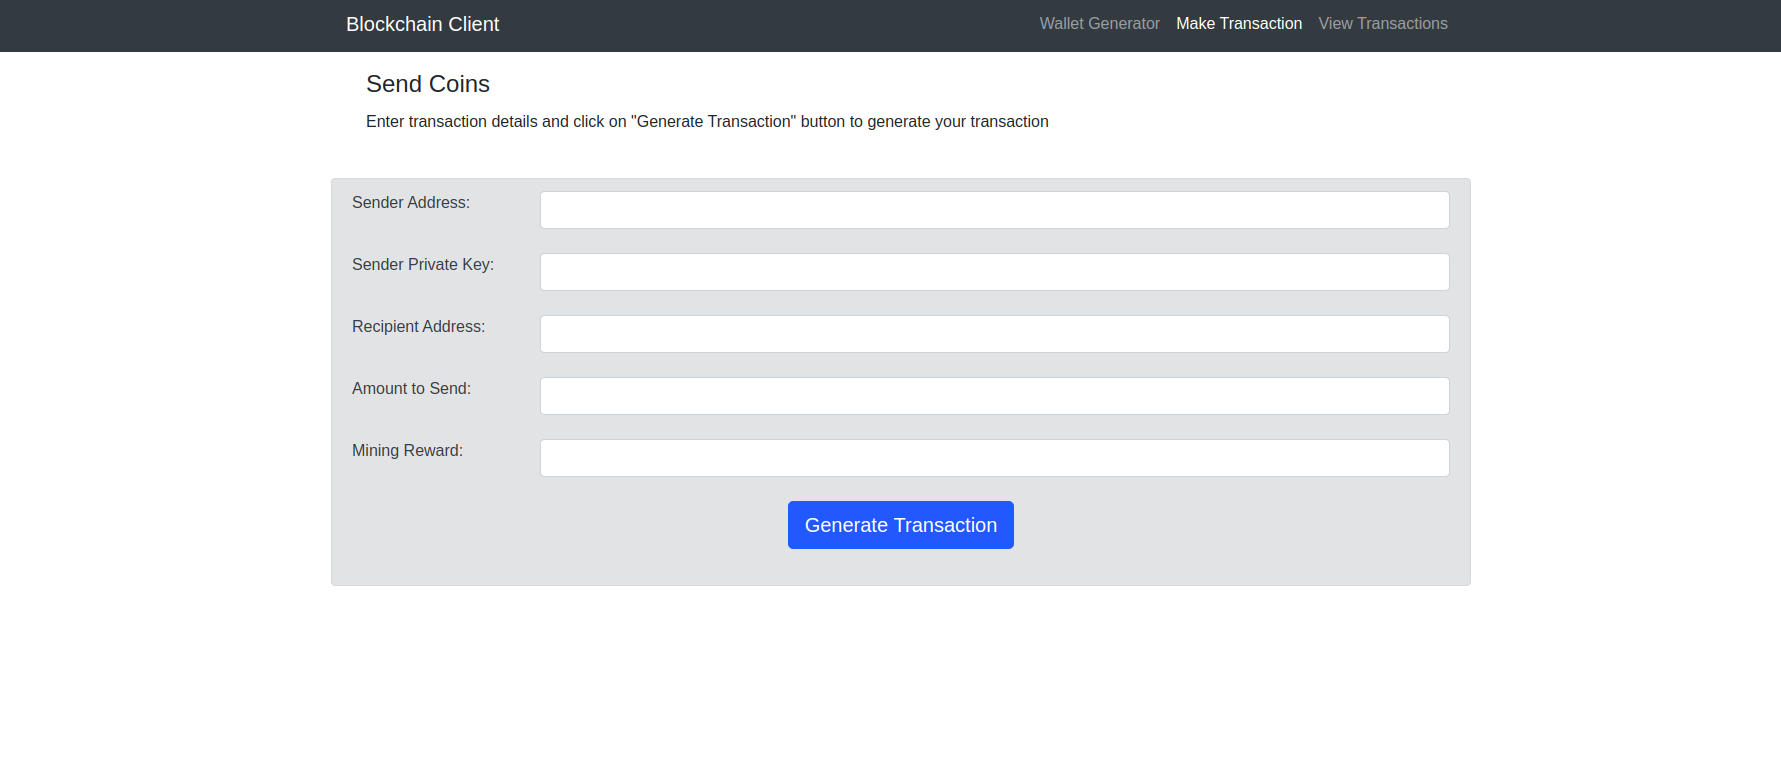 Blockchain Client
Wallet Generator Make Transaction View Transactions
Send Coins
Enter transaction details and click on "Generate Transaction" button to generate your transaction
Sender Address:
Sender Private Key:
Recipient Address:
Amount to Send:
Mining Reward:
Generate Transaction